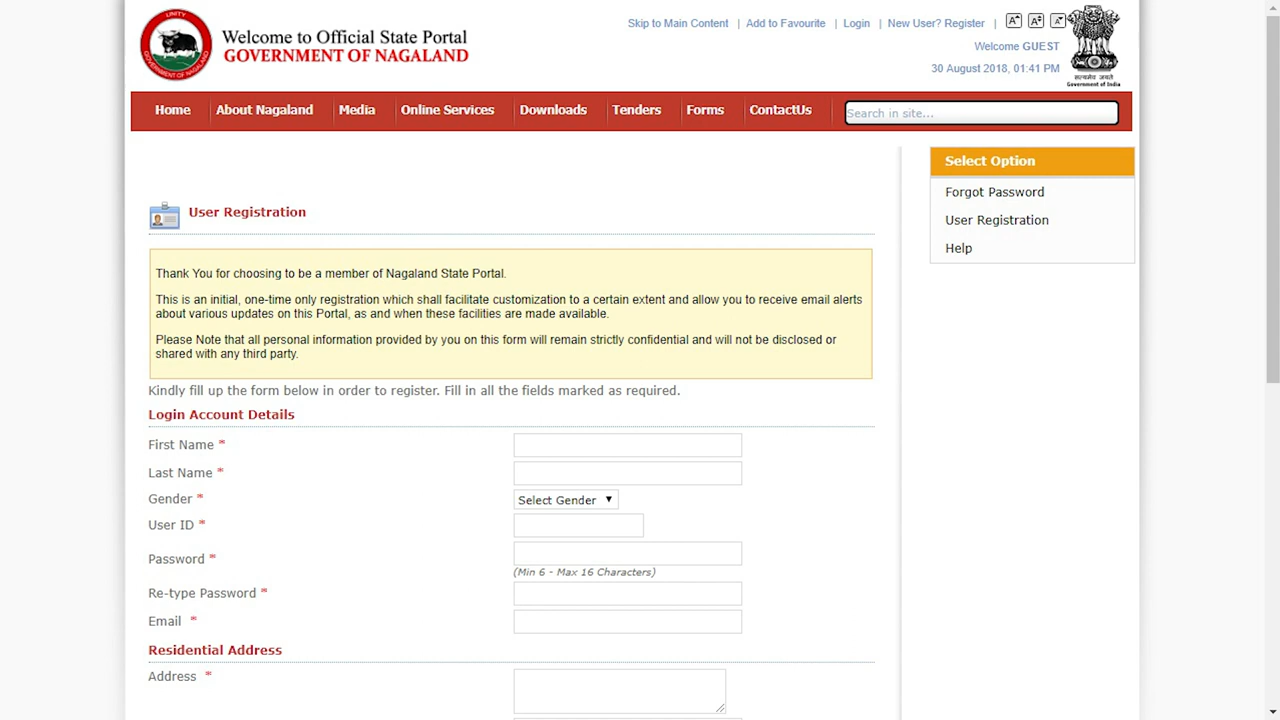 Skip to Main Content | Add to Favourite | Login | New User? Register | A+ A± A-
UNITY
Welcome to Official State Portal
GOVERNMENT OF NAGALAND
Welcome GUEST
30 August 2018, 01:41 PM
सत्यमेव जयते
Government of India
Home About Nagaland Media Online Services Downloads Tenders Forms ContactUs Search in site...
Select Option
Forgot Password
User Registration
Help
User Registration
Thank You for choosing to be a member of Nagaland State Portal.
This is an initial, one-time only registration which shall facilitate customization to a certain extent and allow you to receive email alerts
about various updates on this Portal, as and when these facilities are made available.
Please Note that all personal information provided by you on this form will remain strictly confidential and will not be disclosed or
shared with any third party.
Kindly fill up the form below in order to register. Fill in all the fields marked as required.
Login Account Details
First Name *
Last Name *
Gender * Select Gender
User ID *
Password *
(Min 6 - Max 16 Characters)
Re-type Password *
Email *
Residential Address
Address *